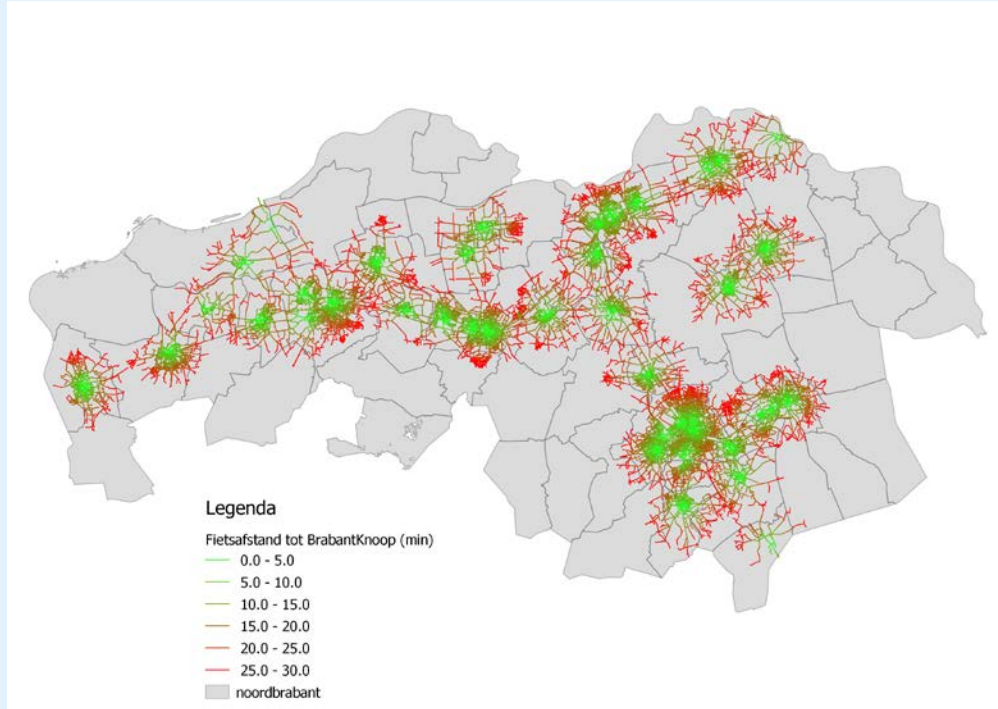 Legenda
Fietsafstand tot BrabantKnoop (min)
0.0 - 5.0
5.0 - 10.0
10.0 - 15.0
15.0 - 20.0
20.0 - 25.0
25.0 - 30.0
noordbrabant